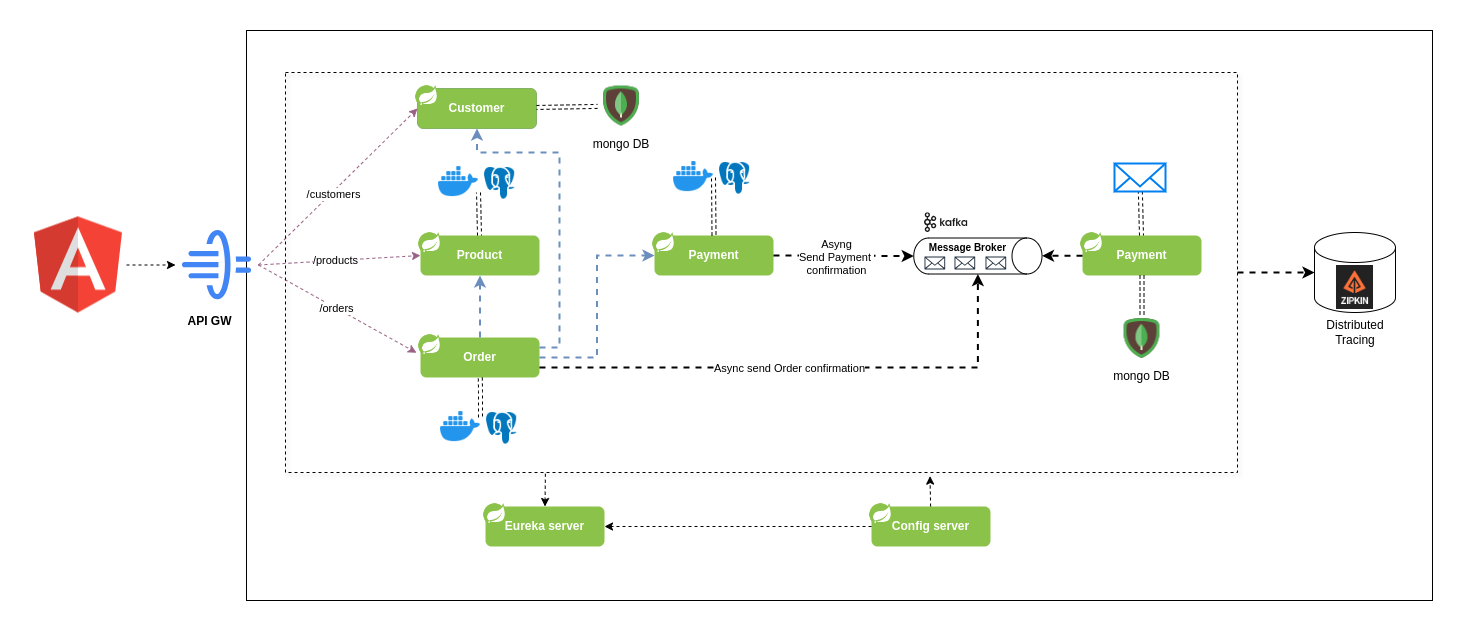 Customer
mongo DB
/customers
kafka
Product
Payment
Asyng
Send Payment
confirmation
Message Broker
Payment
/products
ZIPKIN
/orders
API GW
Distributed
Tracing
Order
Async send Order confirmation
mongo DB
Eureka server
Config server